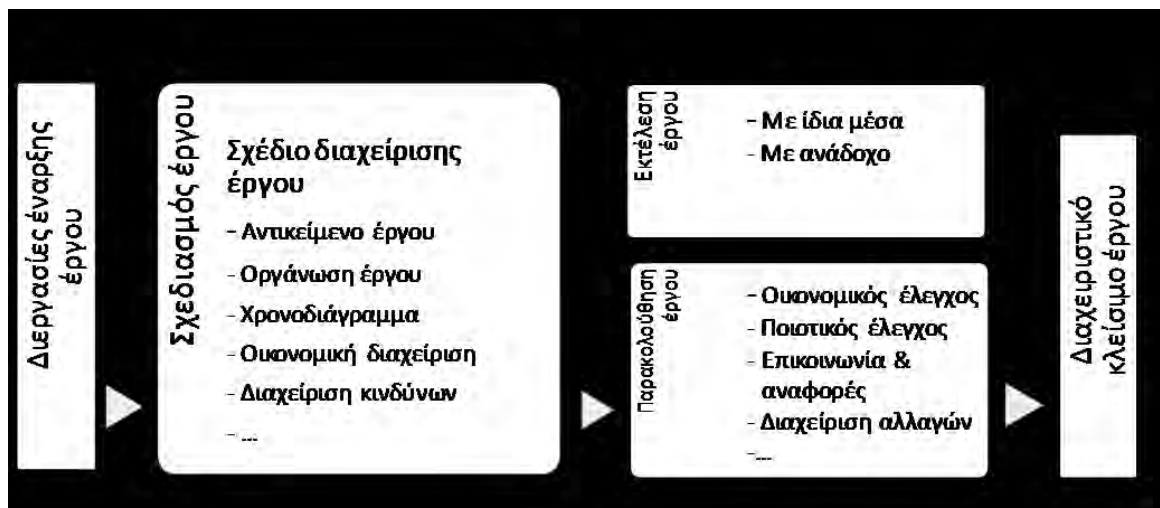 Διεργασίες έναρξης
έργου
Σχεδιασμός έργου
Σχέδιο διαχείρισης
έργου
- Αντικείμενο έργου
- Οργάνωση έργου
- Χρονοδιάγραμμα
- Οικονομική διαχείριση
- Διαχείριση κινδύνων
- ...
Εκτέλεση
έργου
- Με ίδια μέσα
- Με ανάδοχο
Παρακολούθηση
έργου
- Οικονομικός έλεγχος
- Ποιοτικός έλεγχος
- Επικοινωνία &
αναφορές
- Διαχείριση αλλαγών
-...
Διαχειριστικό
κλείσιμο έργου